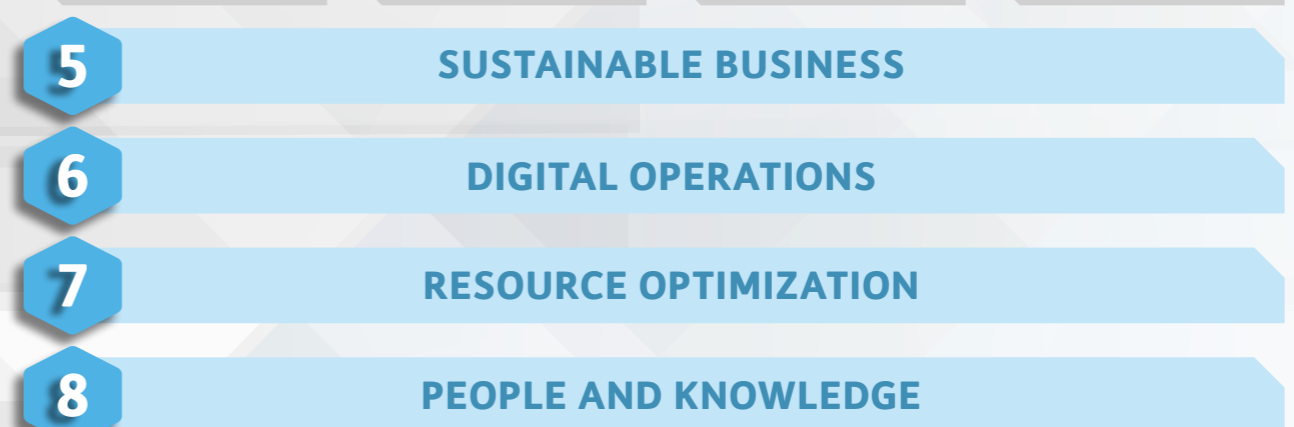 5 SUSTAINABLE BUSINESS
6 DIGITAL OPERATIONS
7 RESOURCE OPTIMIZATION
8 PEOPLE AND KNOWLEDGE